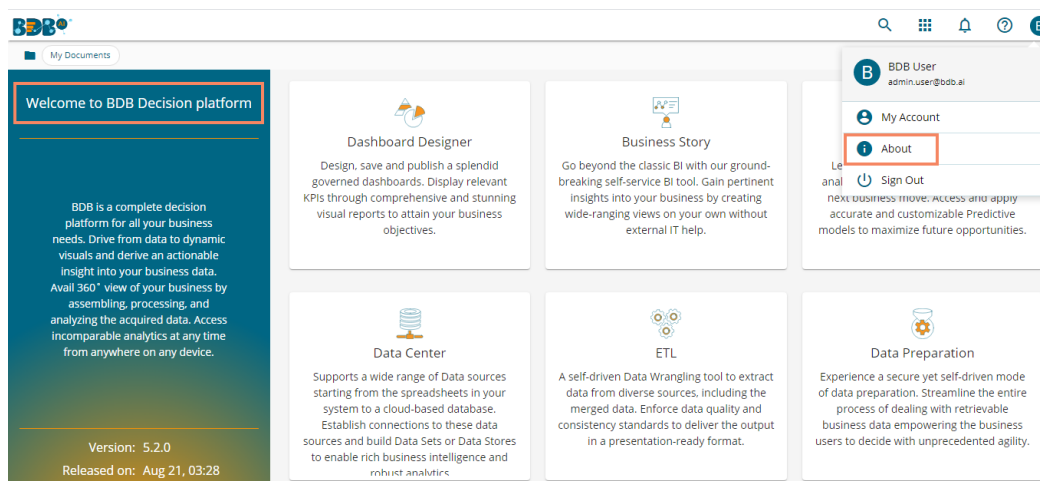 BDB AI
My Documents
B
BDB User
admin.user@bdb.ai
My Account
About
Sign Out
Welcome to BDB Decision platform
BDB is a complete decision
platform for all your business
needs. Drive from data to dynamic
visuals and derive an actionable
insight into your business data.
Avail 360˚ view of your business by
assembling, processing, and
analyzing the acquired data. Access
incomparable analytics at any time
from anywhere on any device.
Version: 5.2.0
Released on: Aug 21, 03:28
Dashboard Designer
Design, save and publish a splendid
governed dashboards. Display relevant
KPIs through comprehensive and stunning
visual reports to attain your business
objectives.
Business Story
Go beyond the classic BI with our ground-
breaking self-service BI tool. Gain pertinent
insights into your business by creating
wide-ranging views on your own without
external IT help.
next business move. Access and apply
accurate and customizable Predictive
models to maximize future opportunities.
Data Center
Supports a wide range of Data sources
starting from the spreadsheets in your
system to a cloud-based database.
Establish connections to these data
sources and build Data Sets or Data Stores
to enable rich business intelligence and
robust analytics.
ETL
A self-driven Data Wrangling tool to extract
data from diverse sources, including the
merged data. Enforce data quality and
consistency standards to deliver the output
in a presentation-ready format.
Data Preparation
Experience a secure yet self-driven mode
of data preparation. Streamline the entire
process of dealing with retrievable
business data empowering the business
users to decide with unprecedented agility.